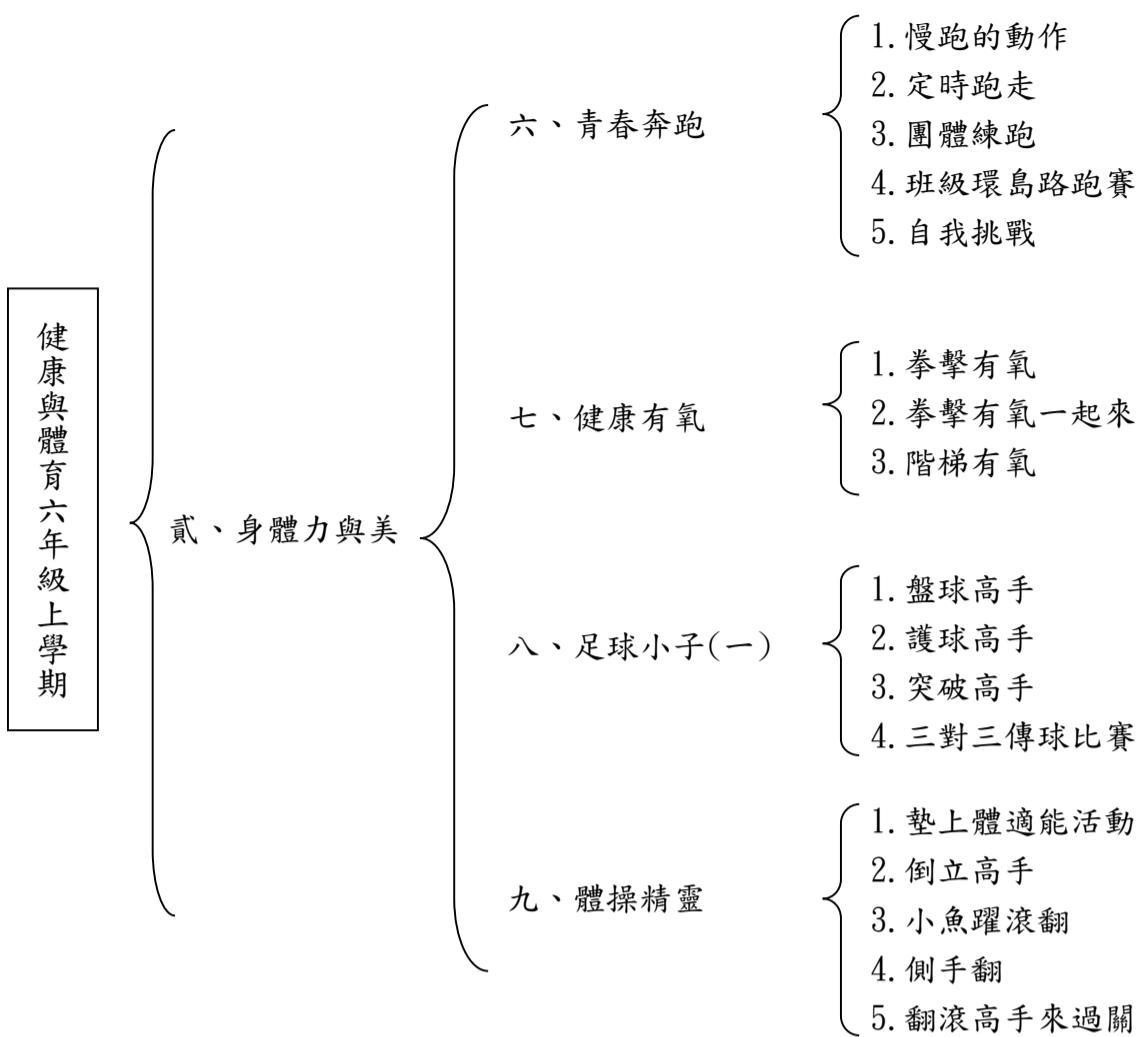 健康與體育六年級上學期
貳、身體力與美
六、青春奔跑
1.慢跑的動作
2.定時跑走
3.團體練跑
4.班級環島路跑賽
5.自我挑戰
七、健康有氧
1.拳擊有氧
2.拳擊有氧一起來
3.階梯有氧
八、足球小子(一)
1.盤球高手
2.護球高手
3.突破高手
4.三對三傳球比賽
九、體操精靈
1.墊上體適能活動
2.倒立高手
3.小魚躍滾翻
4.側手翻
5.翻滾高手來過關